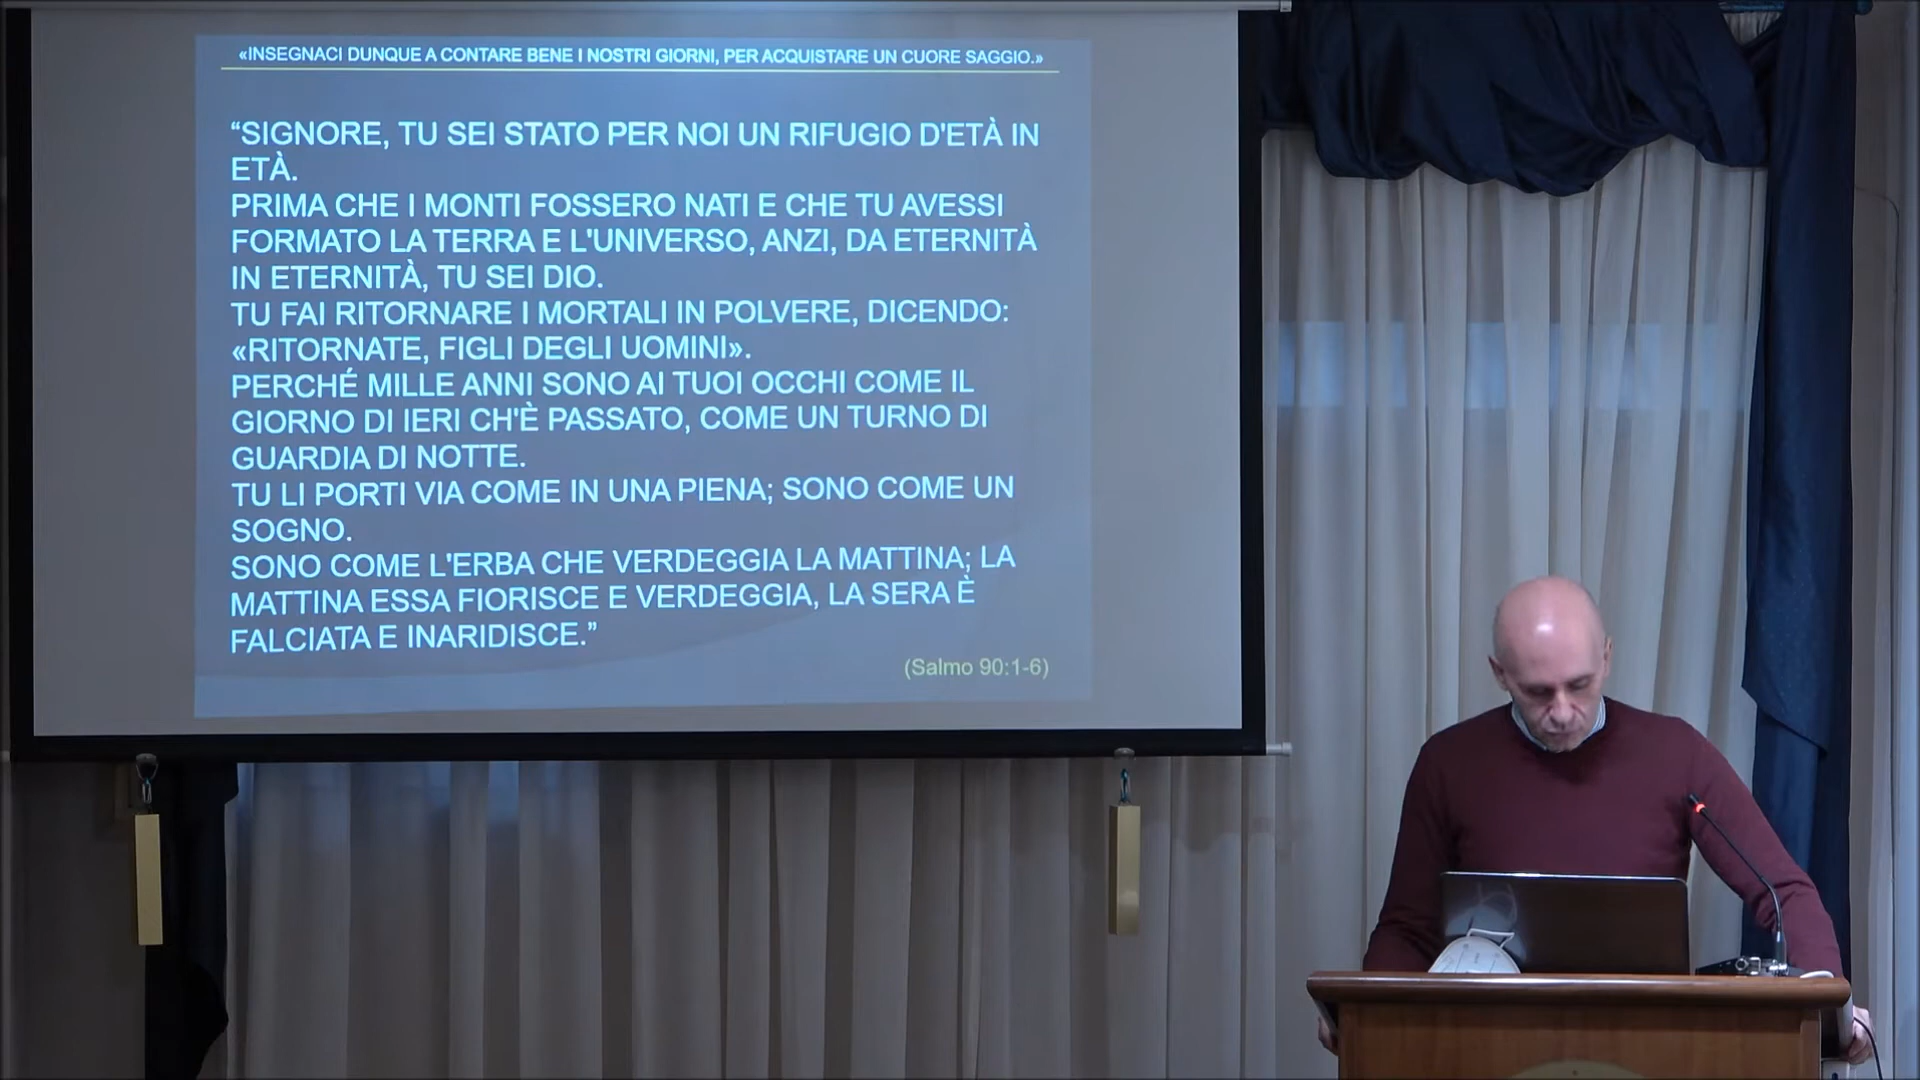 «INSEGNACI DUNQUE A CONTARE BENE I NOSTRI GIORNI, PER ACQUISTARE UN CUORE SAGGIO.»
“SIGNORE, TU SEI STATO PER NOI UN RIFUGIO D'ETÀ IN
ETÀ.
PRIMA CHE I MONTI FOSSERO NATI E CHE TU AVESSI
FORMATO LA TERRA E L'UNIVERSO, ANZI, DA ETERNITÀ
IN ETERNITÀ, TU SEI DIO.
TU FAI RITORNARE I MORTALI IN POLVERE, DICENDO:
«RITORNATE, FIGLI DEGLI UOMINI».
PERCHÉ MILLE ANNI SONO AI TUOI OCCHI COME IL
GIORNO DI IERI CH'È PASSATO, COME UN TURNO DI
GUARDIA DI NOTTE.
TU LI PORTI VIA COME IN UNA PIENA; SONO COME UN
SOGNO.
SONO COME L'ERBA CHE VERDEGGIA LA MATTINA; LA
MATTINA ESSA FIORISCE E VERDEGGIA, LA SERA È
FALCIATA E INARIDISCE.”
(Salmo 90:1-6)